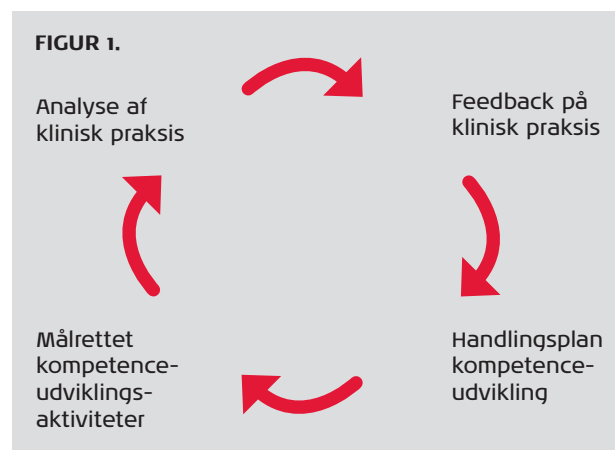 FIGUR 1.
Analyse af
klinisk praksis
Feedback på
klinisk praksis
Handlingsplan
kompetence-
udvikling
Målrettet
kompetence-
udviklings-
aktiviteter